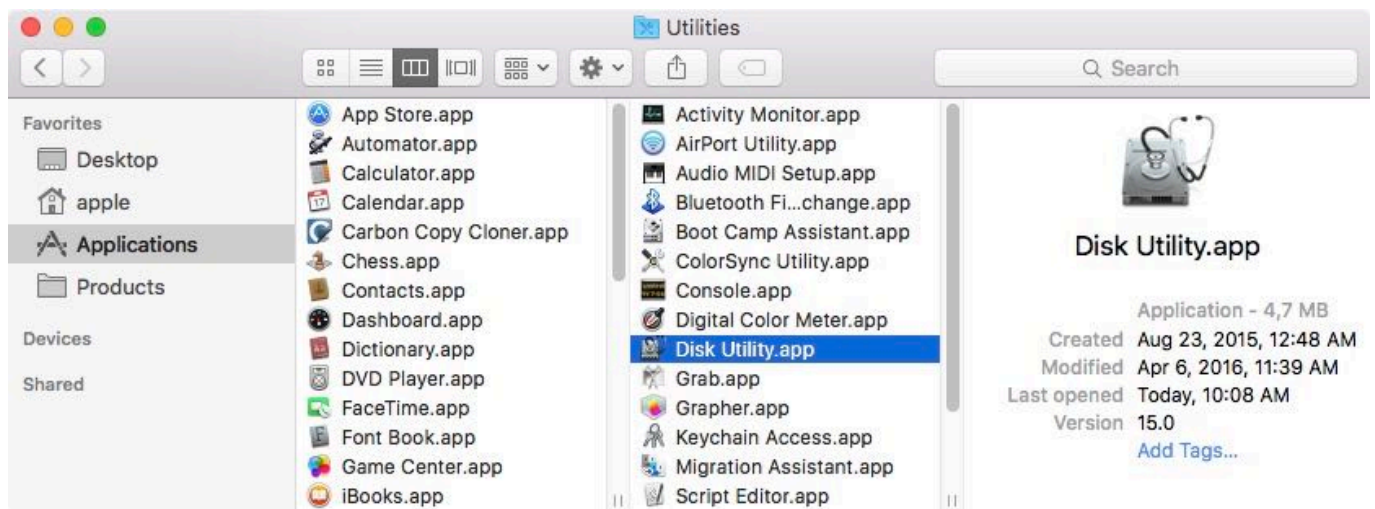 Utilities
Search
Favorites
Desktop
apple
Applications
Products
Devices
Shared
App Store.app
Automator.app
Calculator.app
Calendar.app
Carbon Copy Cloner.app
Chess.app
Contacts.app
Dashboard.app
Dictionary.app
DVD Player.app
FaceTime.app
Font Book.app
Game Center.app
iBooks.app
Activity Monitor.app
AirPort Utility.app
Audio MIDI Setup.app
Bluetooth Fi...change.app
Boot Camp Assistant.app
ColorSync Utility.app
Console.app
Digital Color Meter.app
Disk Utility.app
Grab.app
Grapher.app
Keychain Access.app
Migration Assistant.app
Script Editor.app
Disk Utility.app
Application - 4,7 MB
Created Aug 23, 2015, 12:48 AM
Modified Apr 6, 2016, 11:39 AM
Last opened Today, 10:08 AM
Version 15.0
Add Tags...